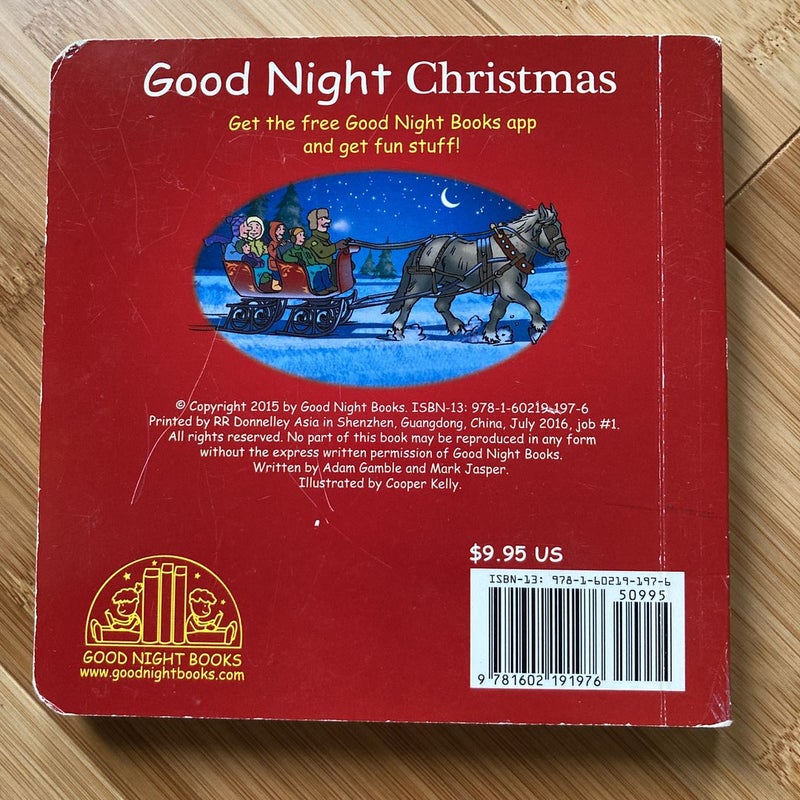 Good Night Christmas
Get the free Good Night Books app
and get fun stuff!
© Copyright 2015 by Good Night Books. ISBN-13: 978-1-60219-197-6
Printed by RR Donnelley Asia in Shenzhen, Guangdong, China, July 2016, job #1.
All rights reserved. No part of this book may be reproduced in any form
without the express written permission of Good Night Books.
Written by Adam Gamble and Mark Jasper.
Illustrated by Cooper Kelly.
GOOD NIGHT BOOKS
www.goodnightbooks.com
$9.95 US
ISBN-13: 978-1-60219-197-6
50995
9 781602 191976